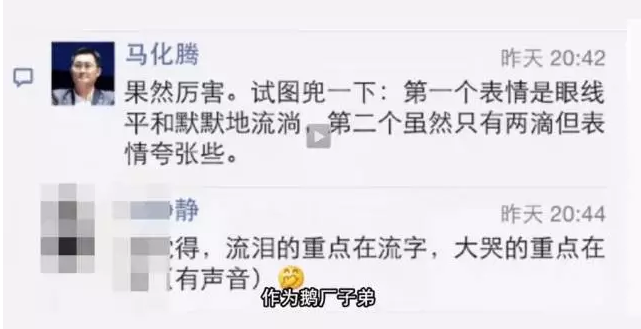 马化腾
昨天 20:42
果然厉害。试图兜一下：第一个表情是眼线
平和默默地流淌，第二个虽然只有两滴但表
情夸张些。
静
昨天 20:44
得，流泪的重点在流字，大哭的重点在
（有声音）
作为鹅厂子弟